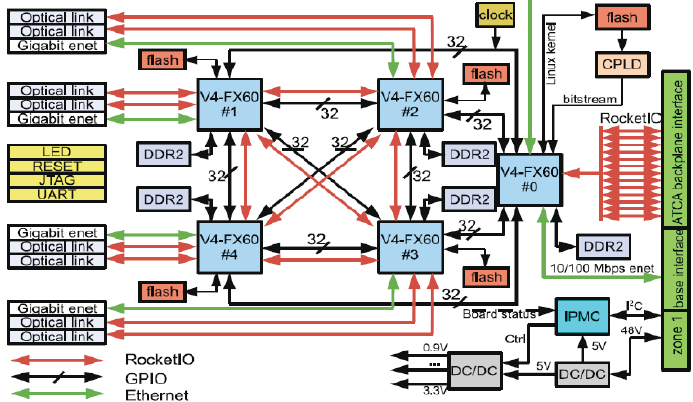 Optical link
Optical link
Gigabit enet
flash
32
clock
Linux kernel
flash
CPLD
bitstream
RocketIO
ATCA backplane interface
Optical link
Optical link
Gigabit enet
V4-FX60
#1
32
V4-FX60
#2
flash
32
DDR2
32
32
DDR2
32
V4-FX60
#0
LED
RESET
JTAG
UART
32
32
DDR2
DDR2
DDR2
Gigabit enet
Optical link
Optical link
V4-FX60
#4
32
V4-FX60
#3
32
flash
flash
32
10/100 Mbps enet
base interface
zone 1
Gigabit enet
Optical link
Optical link
Board status
IPMC
I²C
Ctrl
48V
5V
0.9V
...
3.3V
DC/DC
5V
DC/DC
RocketIO
GPIO
Ethernet